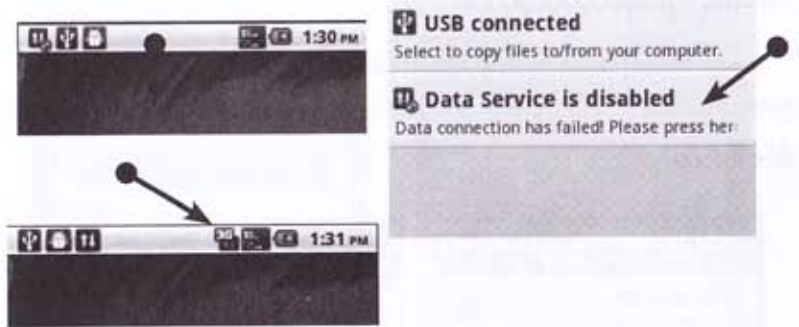 1:30 PM
USB connected
Select to copy files to/from your computer.
Data Service is disabled
Data connection has failed! Please press her
3G
1:31 PM